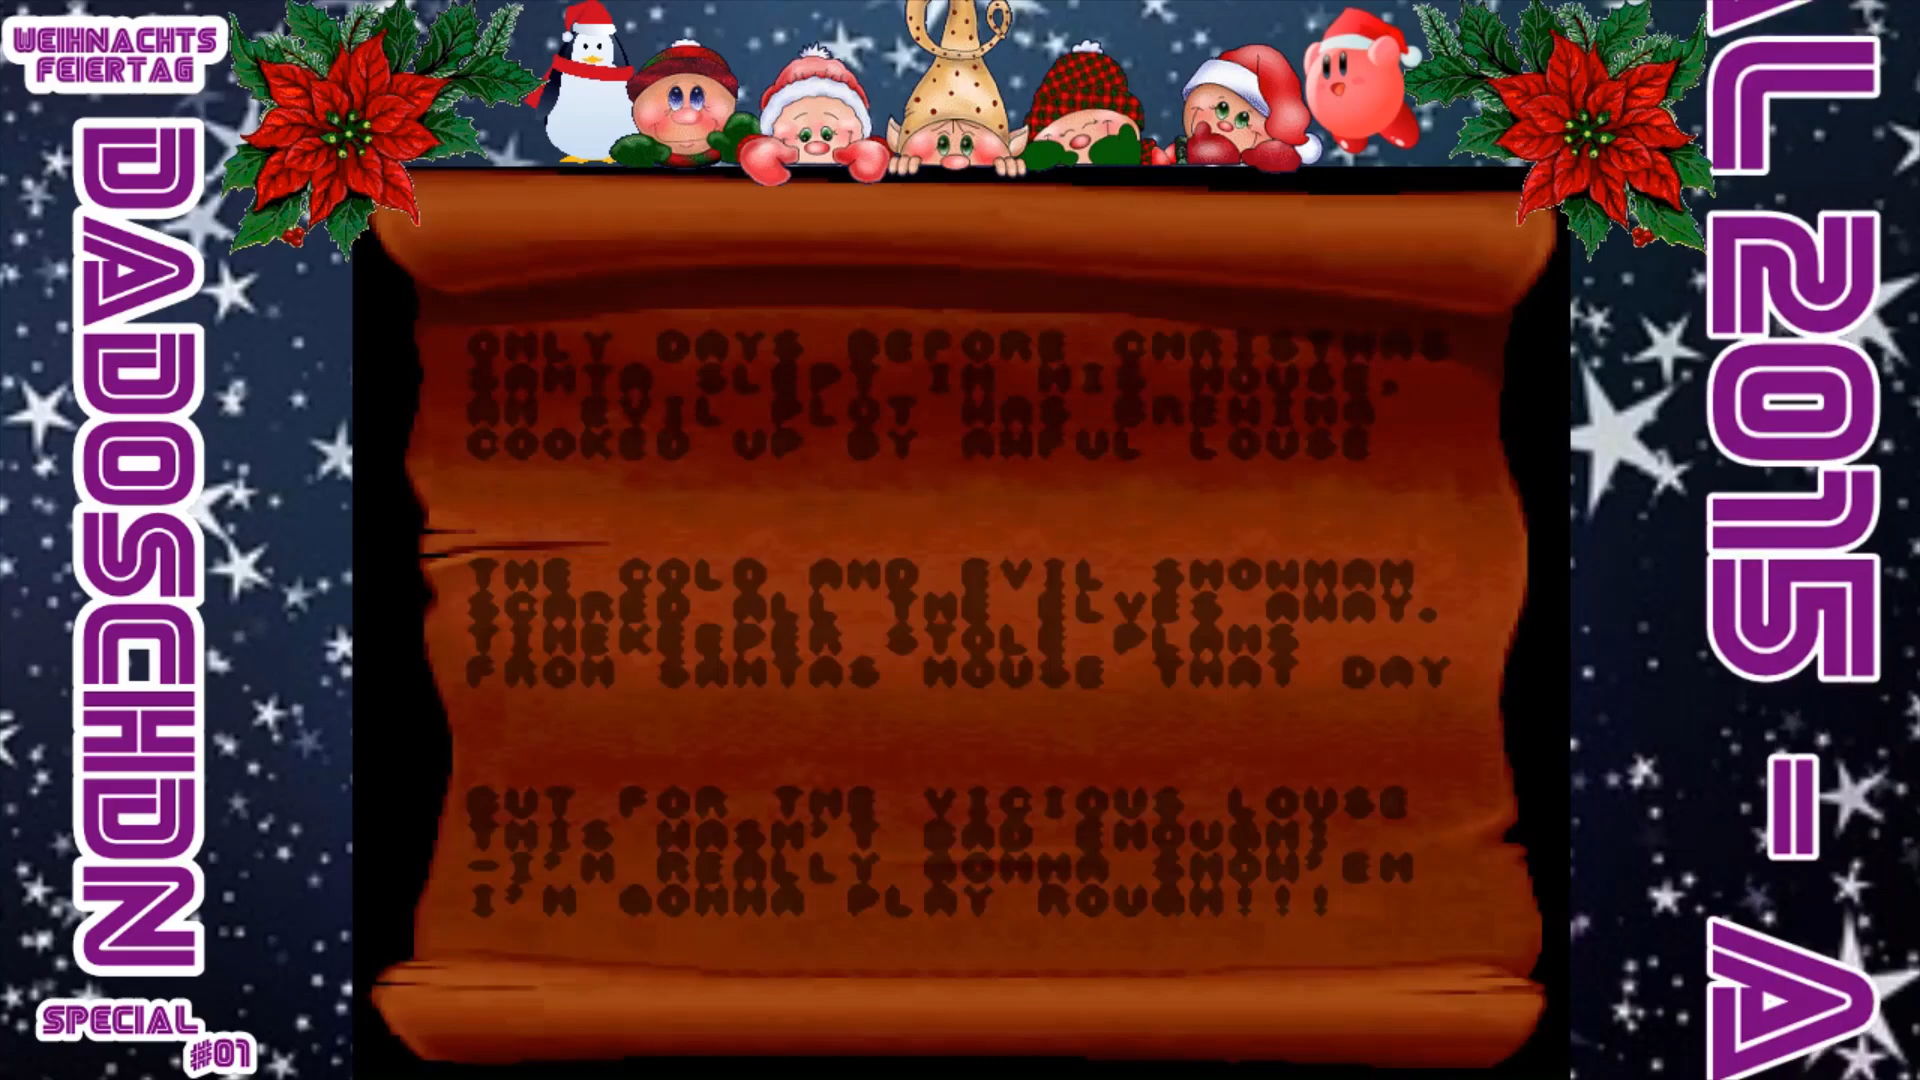 WEIHNACHTS
FEIERTAG
DADOSCHDN
SPECIAL
#01
ONLY DAYS BEFORE CHRISTMAS
SANTA SLEPT IN HIS HOUSE.
AN EVIL PLOT WAS BREWING
COOKED UP BY AWFUL LOUSE
THE COLD AND EVIL SNOWMAN
SCARED ALL THE ELVES AWAY.
TIMEKEEPER STOLE PLANS
FROM SANTAS HOUSE THAT DAY
BUT FOR THE VICIOUS LOUSE
THIS WASN'T BAD ENOUGH!
-I'M REALLY GONNA SHOW'EM
I'M GONNA PLAY ROUGH!!!
AL 2015 - A